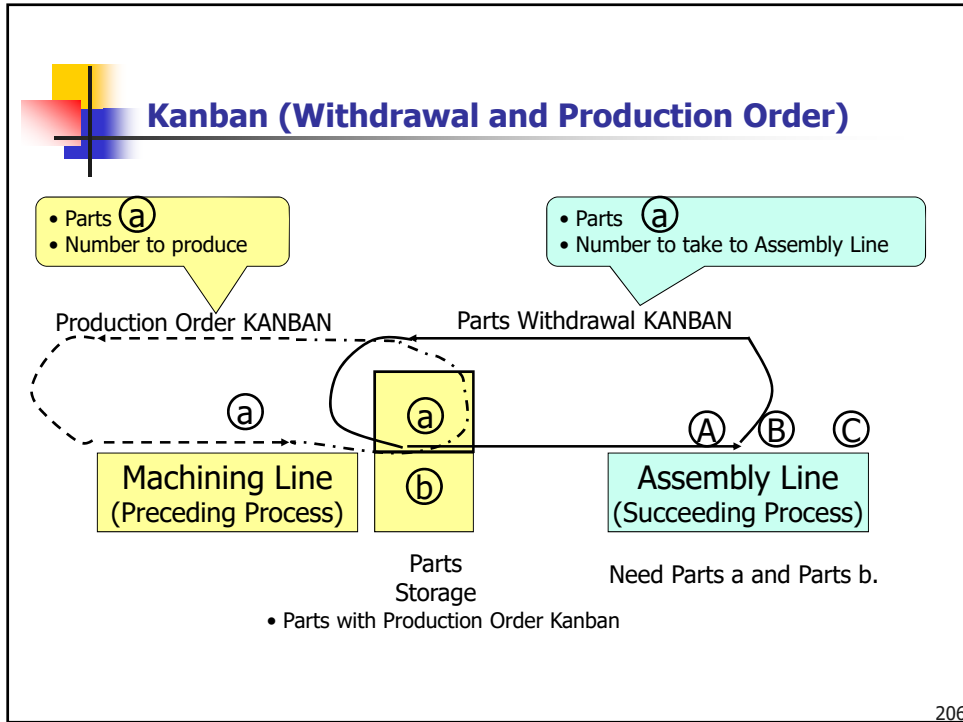 Kanban (Withdrawal and Production Order)
• Parts ⓐ
• Number to produce
• Parts ⓐ
• Number to take to Assembly Line
Production Order KANBAN
Parts Withdrawal KANBAN
ⓐ
ⓐ
Ⓐ Ⓑ Ⓒ
Machining Line
(Preceding Process)
ⓑ
Assembly Line
(Succeeding Process)
Parts
Storage
• Parts with Production Order Kanban
Need Parts a and Parts b.
206